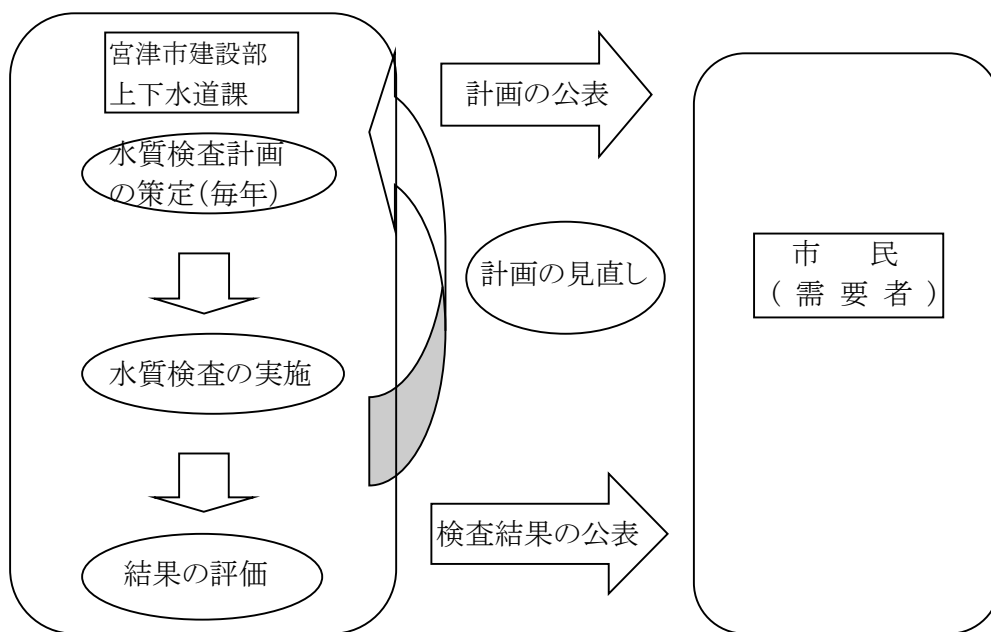 宮津市建設部
上下水道課
水質検査計画
の策定(毎年)
水質検査の実施
結果の評価
計画の公表
計画の見直し
検査結果の公表
市　民
(需要者)